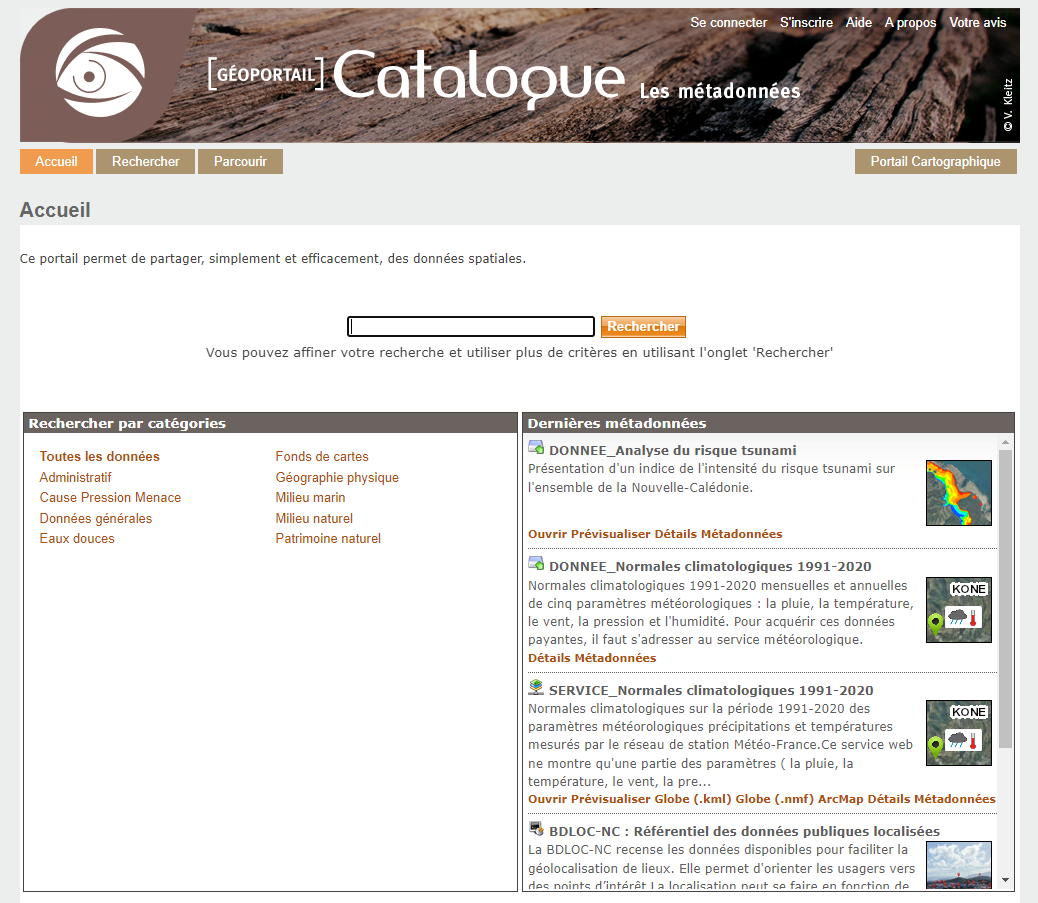 Se connecter S'inscrire Aide A propos Votre avis
[GÉOPORTAIL] Catalogue Les métadonnées
© V. Kleitz
Accueil Rechercher Parcourir Portail Cartographique
Accueil
Ce portail permet de partager, simplement et efficacement, des données spatiales.
Rechercher
Vous pouvez affiner votre recherche et utiliser plus de critères en utilisant l'onglet 'Rechercher'
Rechercher par catégories
Toutes les données
Administratif
Cause Pression Menace
Données générales
Eaux douces
Fonds de cartes
Géographie physique
Milieu marin
Milieu naturel
Patrimoine naturel
Dernières métadonnées
DONNEE_Analyse du risque tsunami
Présentation d'un indice de l'intensité du risque tsunami sur
l'ensemble de la Nouvelle-Calédonie.
Ouvrir Prévisualiser Détails Métadonnées
DONNEE_Normales climatologiques 1991-2020
Normales climatologiques 1991-2020 mensuelles et annuelles
de cinq paramètres météorologiques : la pluie, la température,
le vent, la pression et l'humidité. Pour acquérir ces données
payantes, il faut s'adresser au service météorologique.
KONE
Détails Métadonnées
SERVICE_Normales climatologiques 1991-2020
Normales climatologiques sur la période 1991-2020 des
paramètres météorologiques précipitations et températures
mesurés par le réseau de station Météo-France.Ce service web
ne montre qu'une partie des paramètres ( la pluie, la
température, le vent, la pre...
KONE
Ouvrir Prévisualiser Globe (.kml) Globe (.nmf) ArcMap Détails Métadonnées
BDLOC-NC : Référentiel des données publiques localisées
La BDLOC-NC recense les données disponibles pour faciliter la
géolocalisation de lieux. Elle permet d'orienter les usagers vers
des points d'intérêt.La localisation peut se faire en fonction de